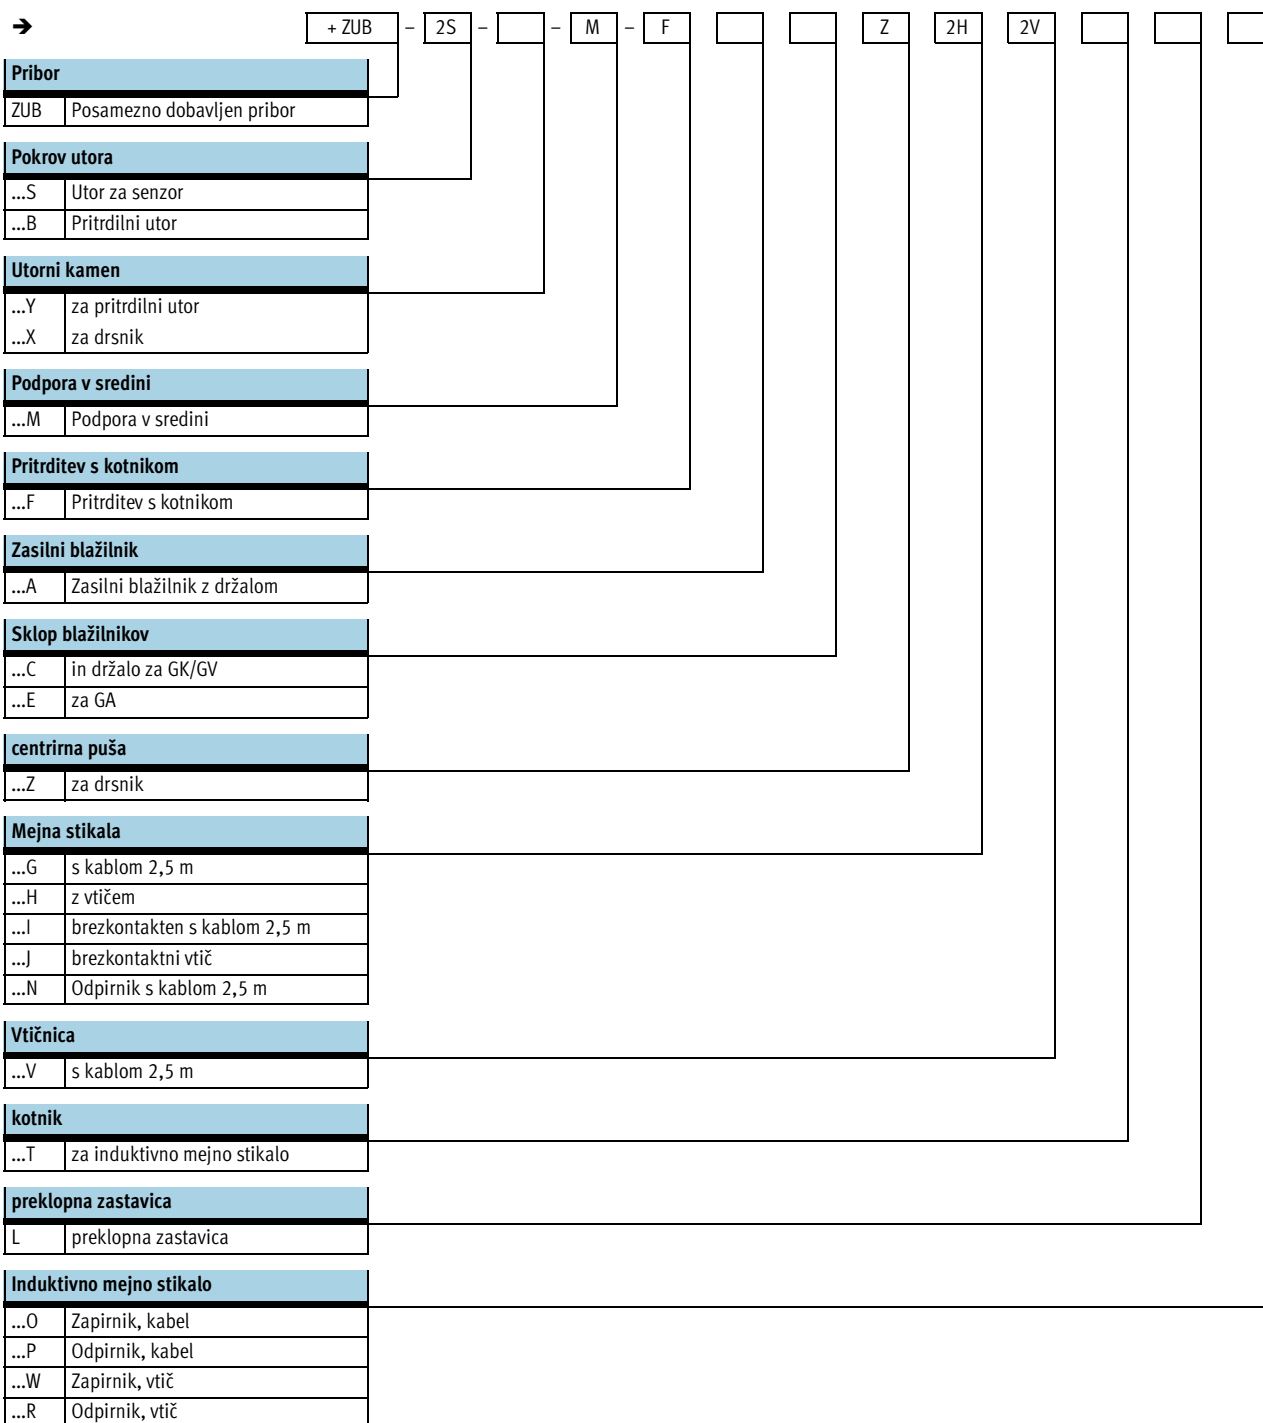 ➔ + ZUB – 2S – – M – F Z 2H 2V
Pribor
ZUB Posamezno dobavljen pribor
Pokrov utora
...S Utor za senzor
...B Pritrdilni utor
Utorni kamen
...Y za pritrdilni utor
...X za drsnik
Podpora v sredini
...M Podpora v sredini
Pritrditev s kotnikom
...F Pritrditev s kotnikom
Zasilni blažilnik
...A Zasilni blažilnik z držalom
Sklop blažilnikov
...C in držalo za GK/GV
...E za GA
centrirna puša
...Z za drsnik
Mejna stikala
...G s kablom 2,5 m
...H z vtičem
...I brezkontakten s kablom 2,5 m
...J brezkontaktni vtič
...N Odpirnik s kablom 2,5 m
Vtičnica
...V s kablom 2,5 m
kotnik
...T za induktivno mejno stikalo
preklopna zastavica
L preklopna zastavica
Induktivno mejno stikalo
...O Zapirnik, kabel
...P Odpirnik, kabel
...W Zapirnik, vtič
...R Odpirnik, vtič